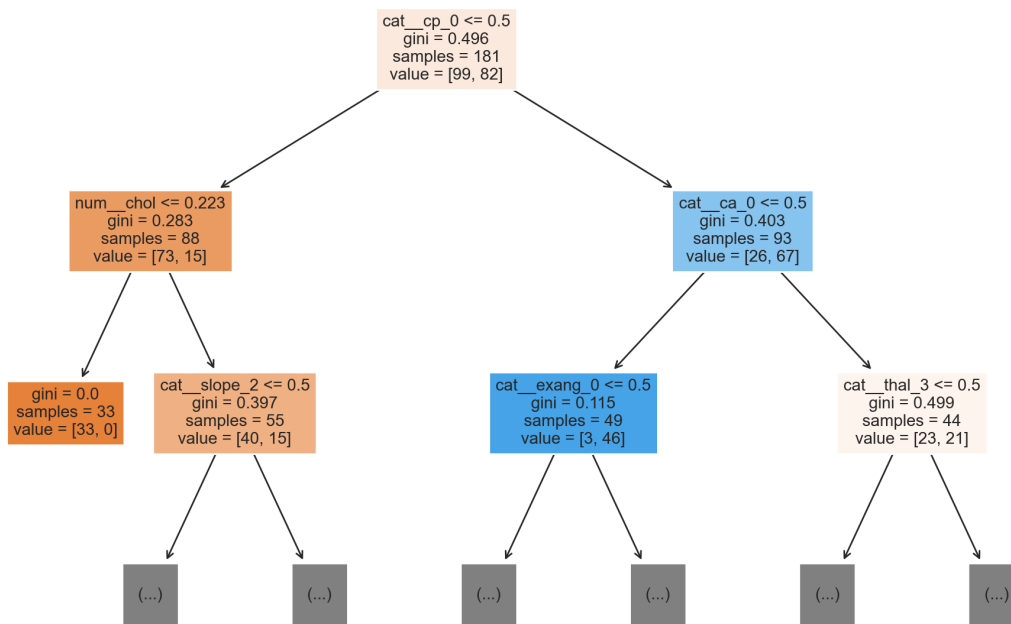 cat__cp_0 <= 0.5
gini = 0.496
samples = 181
value = [99, 82]
num__chol <= 0.223
gini = 0.283
samples = 88
value = [73, 15]
cat__ca_0 <= 0.5
gini = 0.403
samples = 93
value = [26, 67]
gini = 0.0
samples = 33
value = [33, 0]
cat__slope_2 <= 0.5
gini = 0.397
samples = 55
value = [40, 15]
cat__exang_0 <= 0.5
gini = 0.115
samples = 49
value = [3, 46]
cat__thal_3 <= 0.5
gini = 0.499
samples = 44
value = [23, 21]
(...)
(...)
(...)
(...)
(...)
(...)